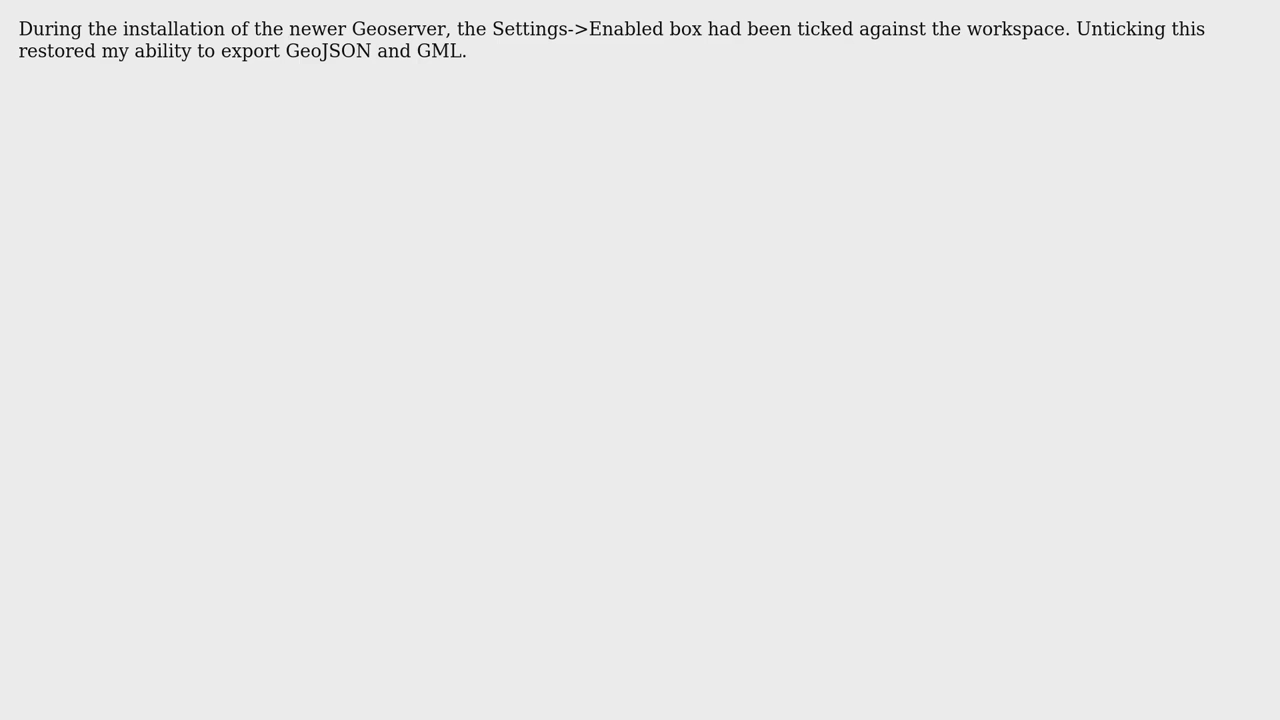 During the installation of the newer Geoserver, the Settings->Enabled box had been ticked against the workspace. Unticking this
restored my ability to export GeoJSON and GML.